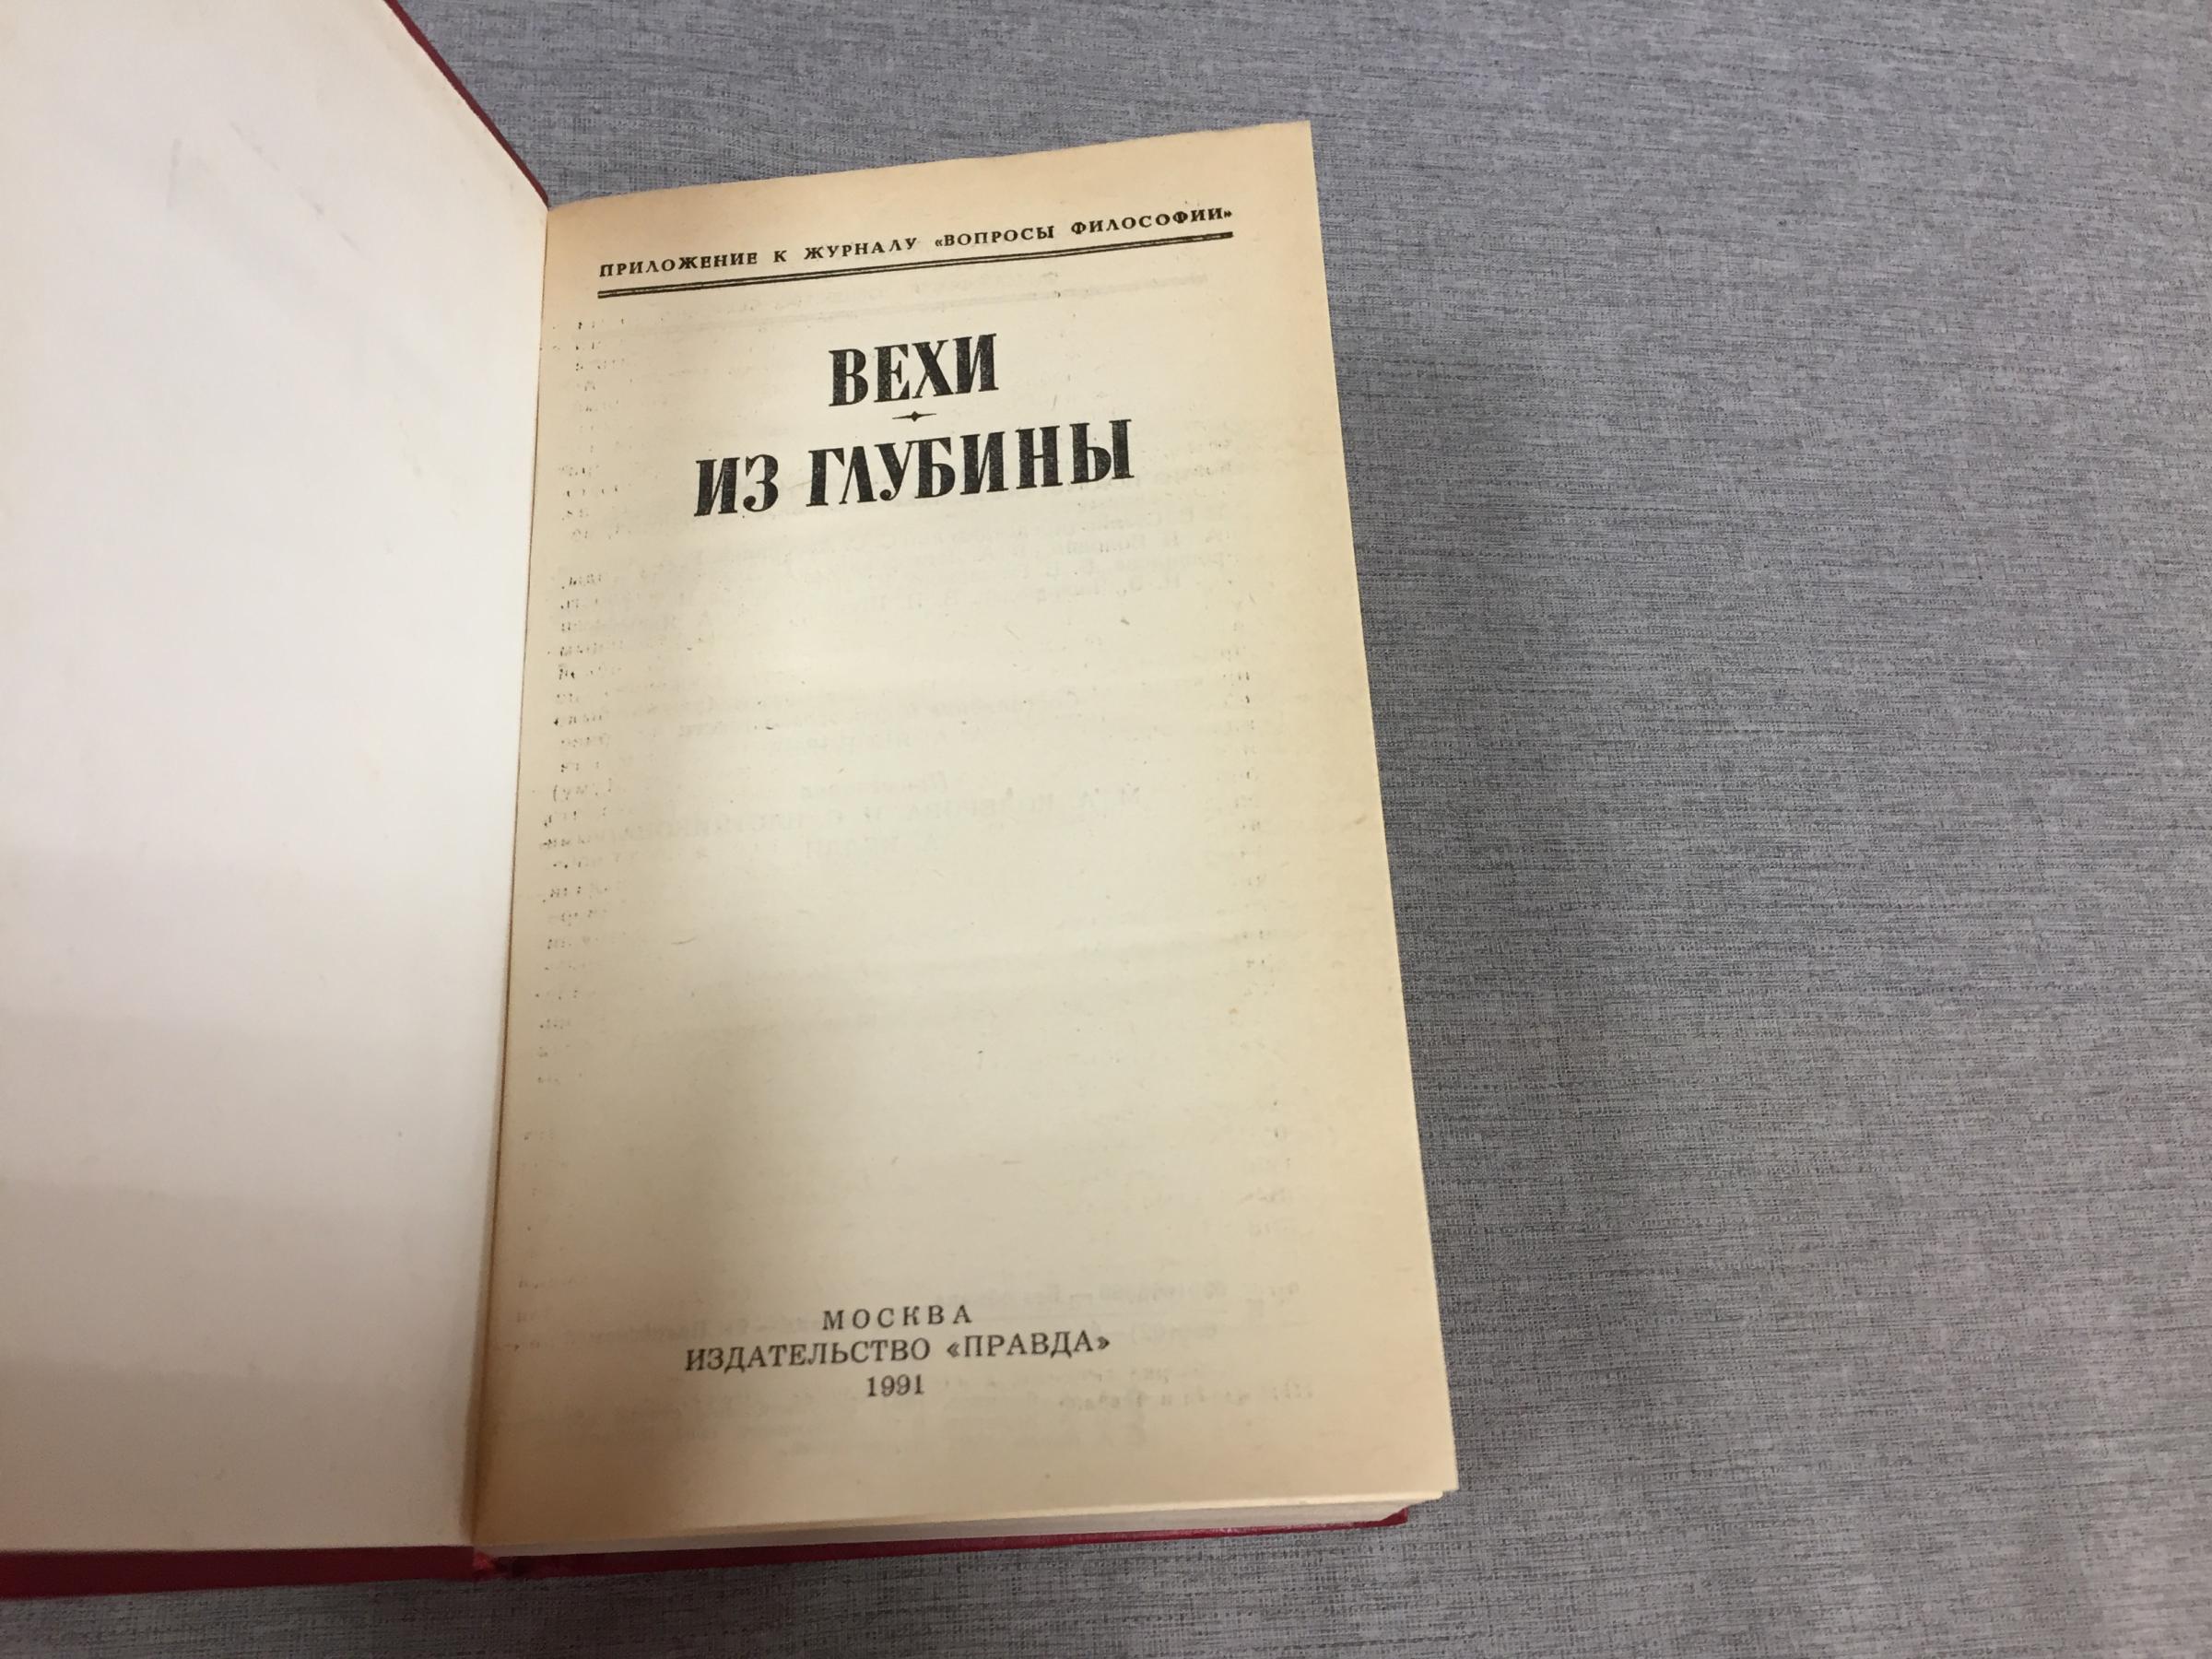 ПРИЛОЖЕНИЕ К ЖУРНАЛУ «ВОПРОСЫ ФИЛОСОФИИ»
ВЕХИ
ИЗ ГЛУБИНЫ
МОСКВА
ИЗДАТЕЛЬСТВО «ПРАВДА»
1991